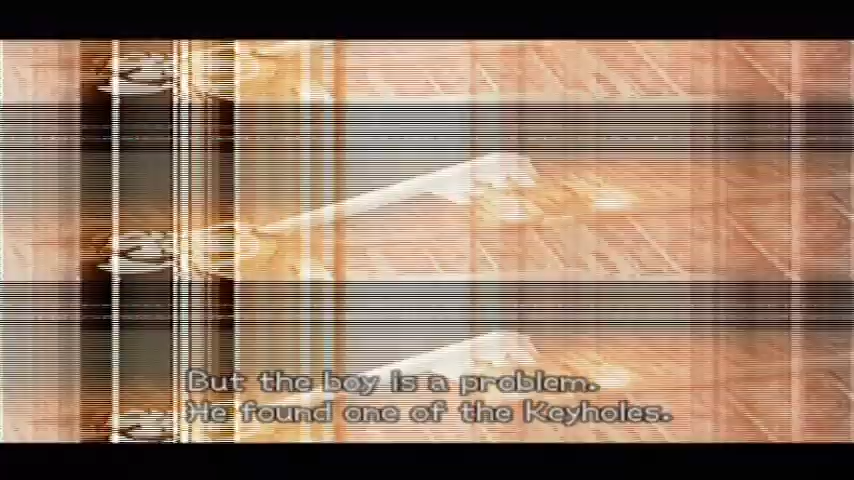 But the boy is a problem.
He found one of the Keyholes.